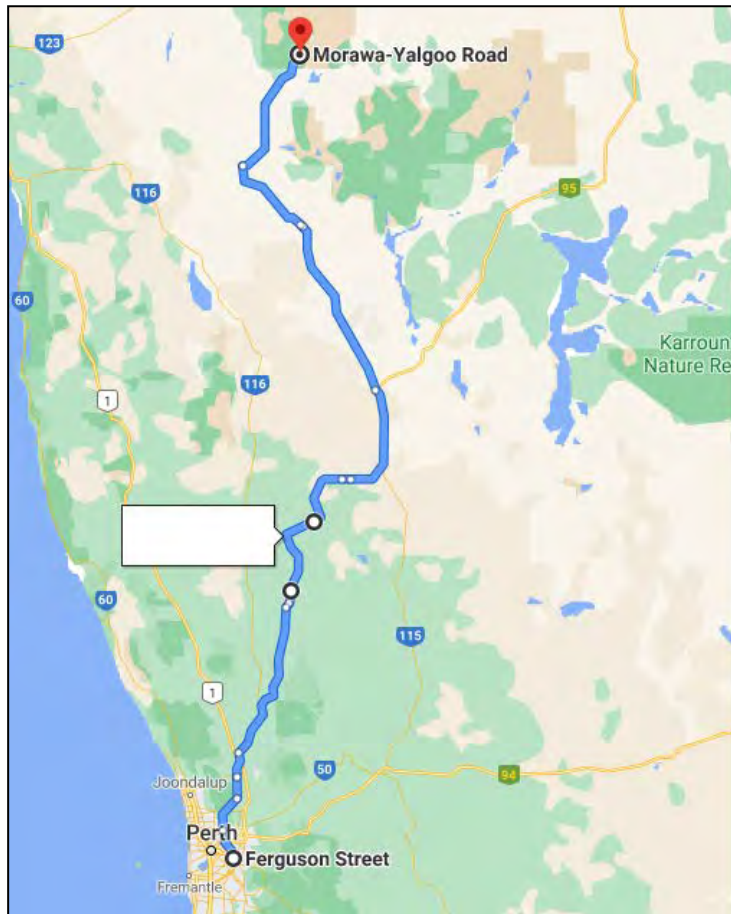 123
Morawa-Yalgoo Road
116
95
60
Karroun
Nature Re
1
116
60
115
1
50
94
Joondalup
Perth
Ferguson Street
Fremantle